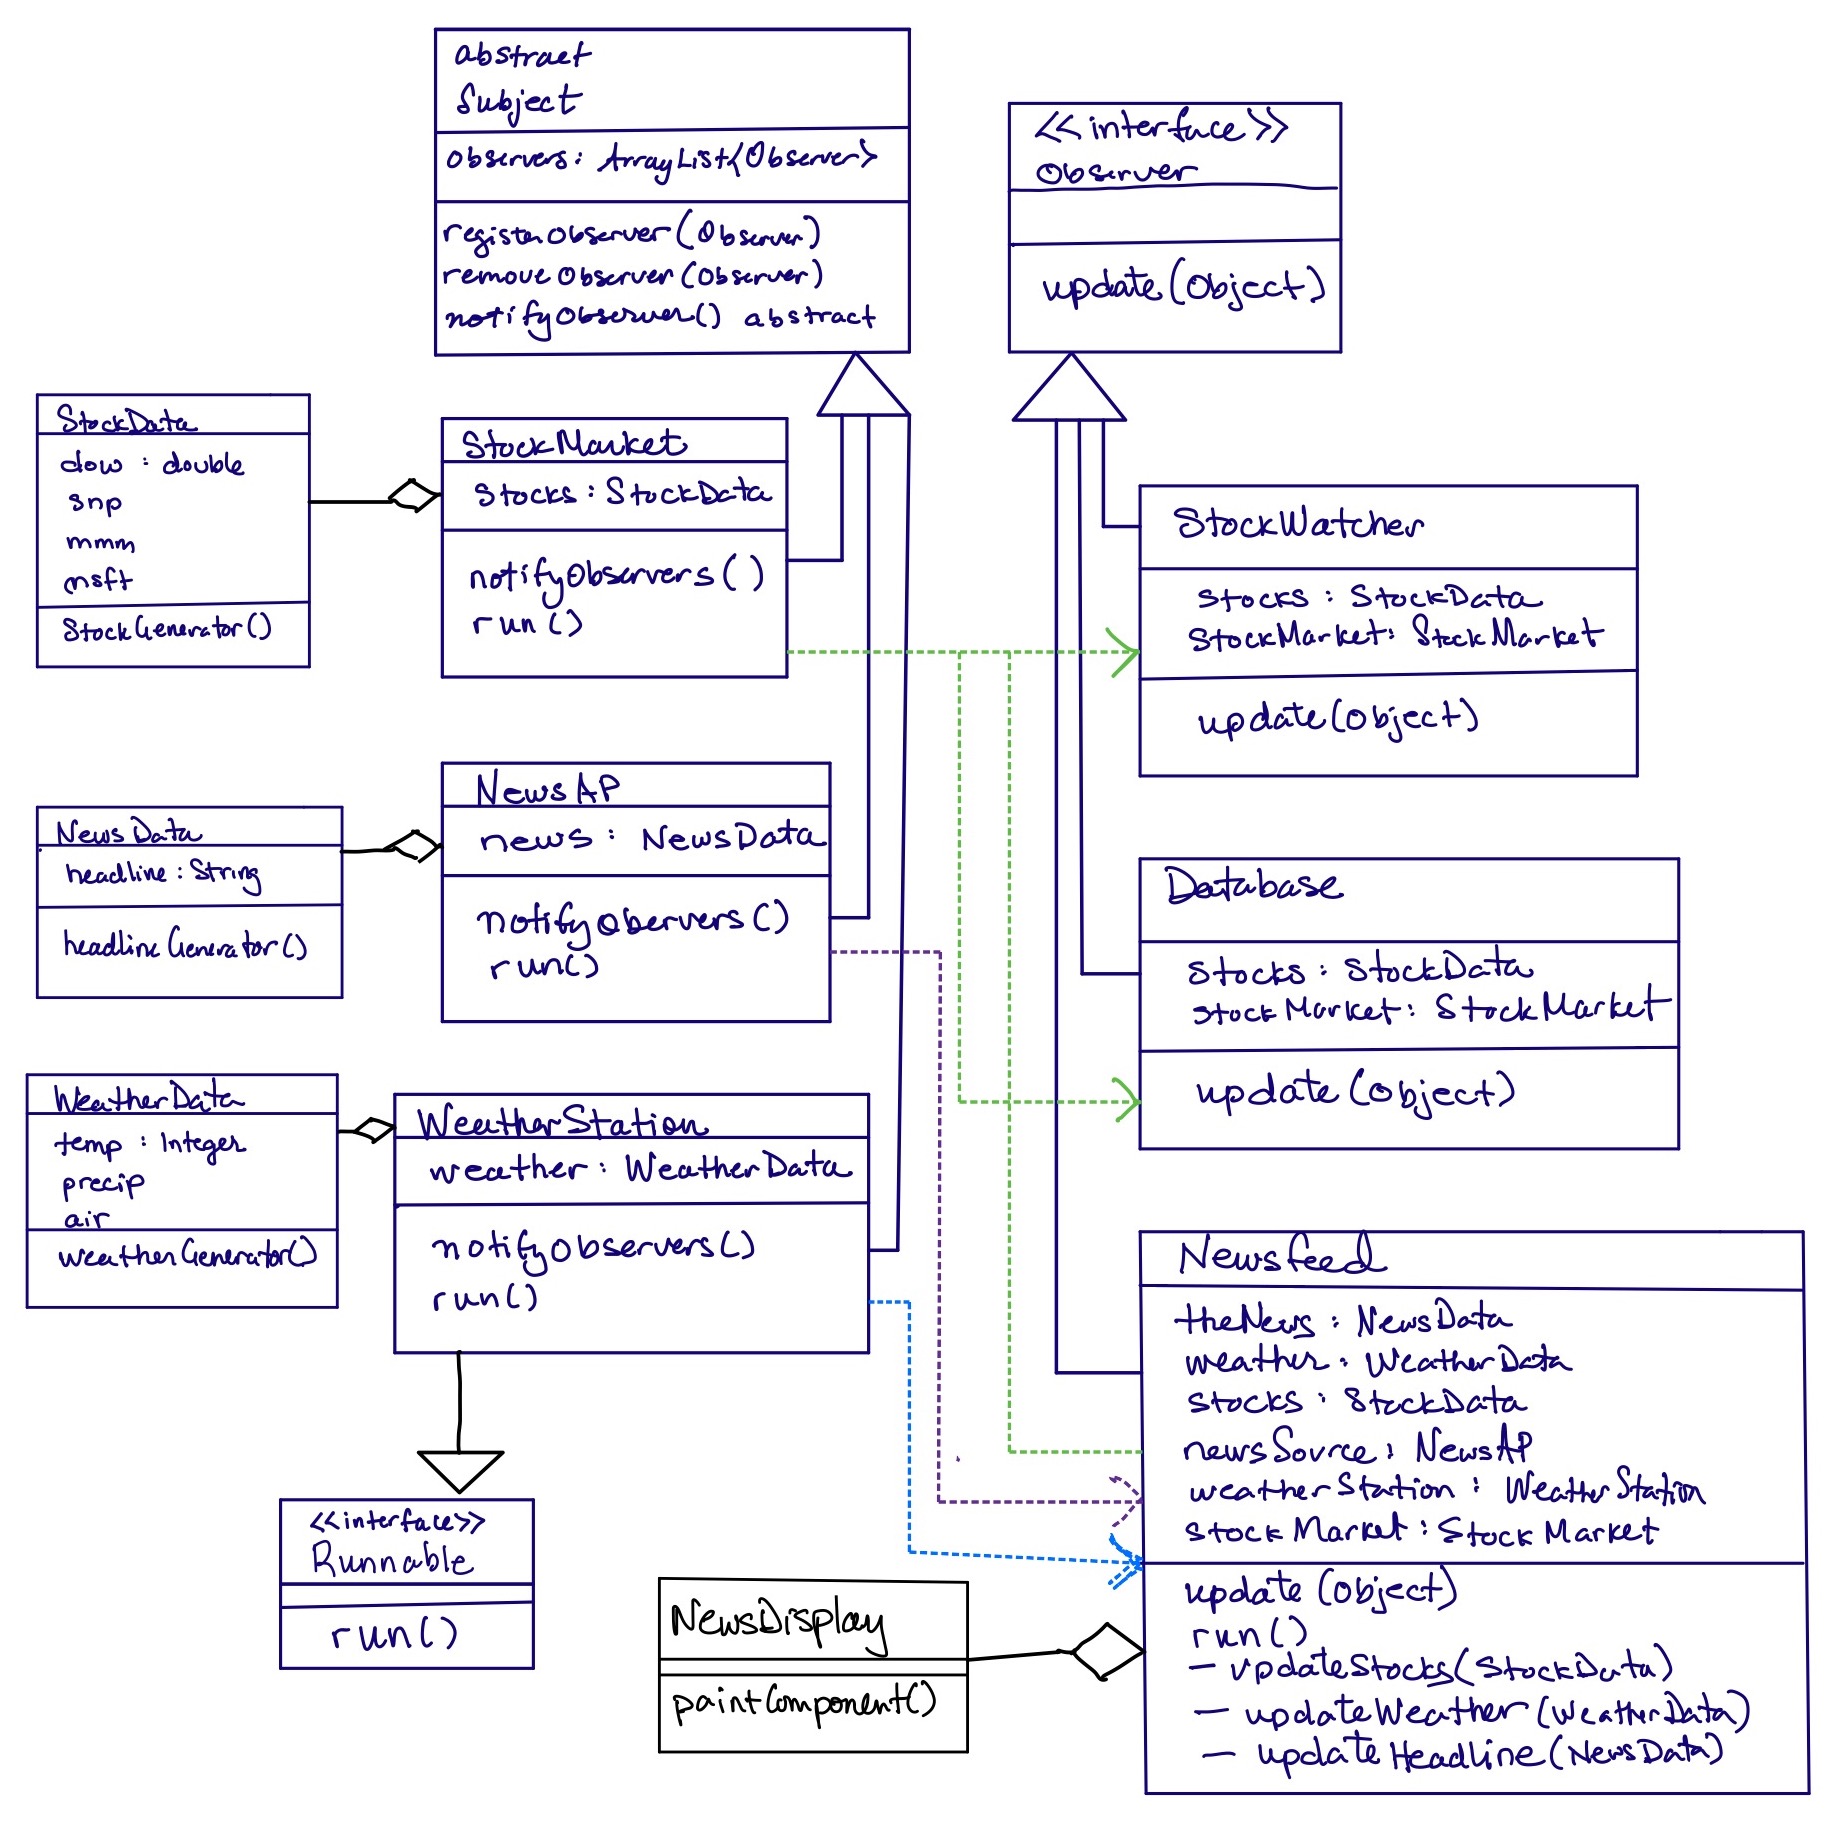 abstract
Subject
observers: ArrayList<Observer>
registerObserver(Observer)
removeObserver(Observer)
notifyObserver() abstract
<<interface>>
Observer
update(Object)
StockData
dow : double
snp
mmm
msft
StockGenerator()
StockMarket
stocks : StockData
notifyObservers()
run()
StockWatcher
stocks : StockData
StockMarket: StockMarket
update(Object)
NewsData
headline : String
headlineGenerator()
NewsAP
news : NewsData
notifyObervers()
run()
Database
stocks : StockData
stockMarket : StockMarket
update(Object)
WeatherData
temp : Integer
precip
air
weatherGenerator()
WeatherStation
weather : WeatherData
notifyObservers()
run()
Newsfeed
theNews : NewsData
weather : WeatherData
stocks : StockData
newsSource : NewsAP
weatherStation : WeatherStation
stockMarket : StockMarket
update(Object)
run()
- updateStocks(StockData)
- updateWeather(WeatherData)
- updateHeadline(NewsData)
<<interface>>
Runnable
run()
NewsDisplay
paintComponent()